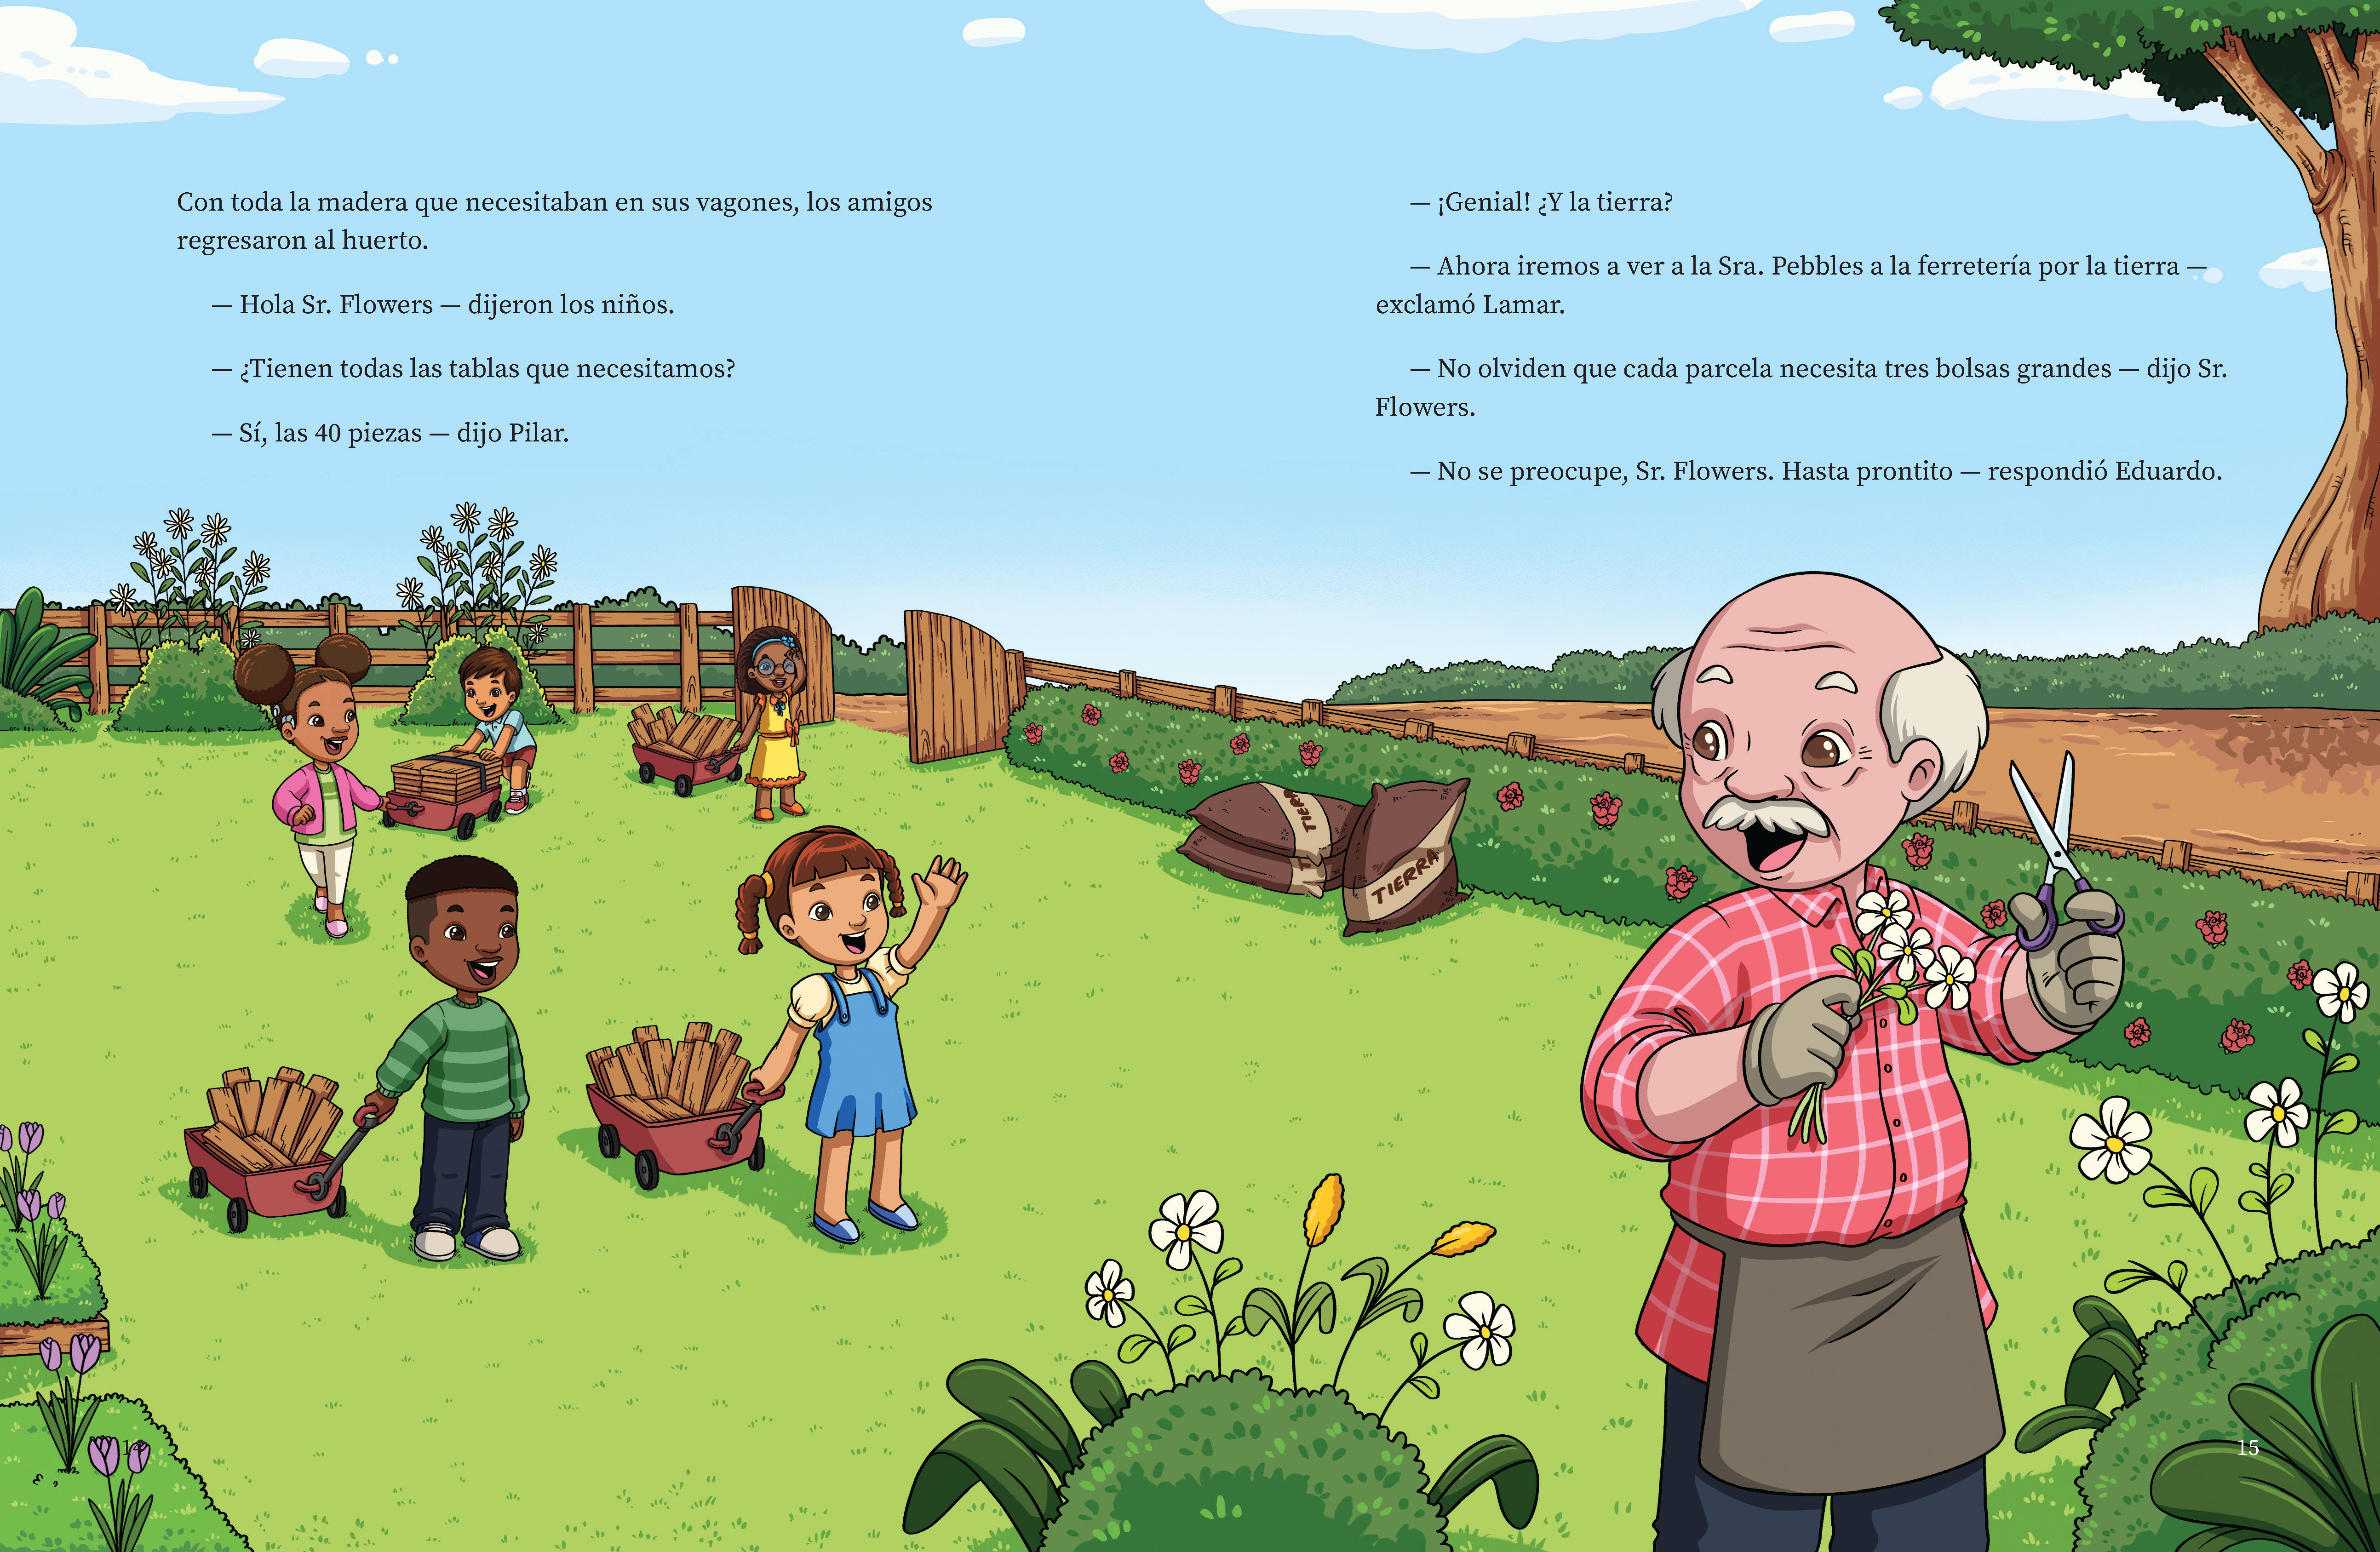 Con toda la madera que necesitaban en sus vagones, los amigos
regresaron al huerto.
— Hola Sr. Flowers — dijeron los niños.
— ¿Tienen todas las tablas que necesitamos?
— Sí, las 40 piezas — dijo Pilar.
— ¡Genial! ¿Y la tierra?
— Ahora iremos a ver a la Sra. Pebbles a la ferretería por la tierra —
exclamó Lamar.
— No olviden que cada parcela necesita tres bolsas grandes — dijo Sr.
Flowers.
— No se preocupe, Sr. Flowers. Hasta prontito — respondió Eduardo.
TIERRA
15